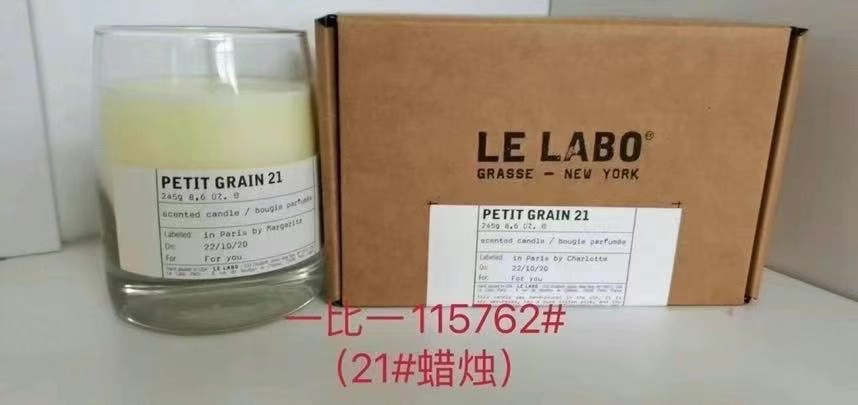 PETIT GRAIN 21
245g 8,6 OZ. ℮
scented candle / bougie parfumée
Labelled: in Paris by Margarite
On: 22/10/20
For: For you
LE LABO
LE LABO®
GRASSE — NEW YORK
PETIT GRAIN 21
245g 8,6 OZ. ℮
scented candle / bougie parfumée
Labelled: in Paris by Charlotte
On: 22/10/20
For: For you
LE LABO
一比一115762#
（21#蜡烛）